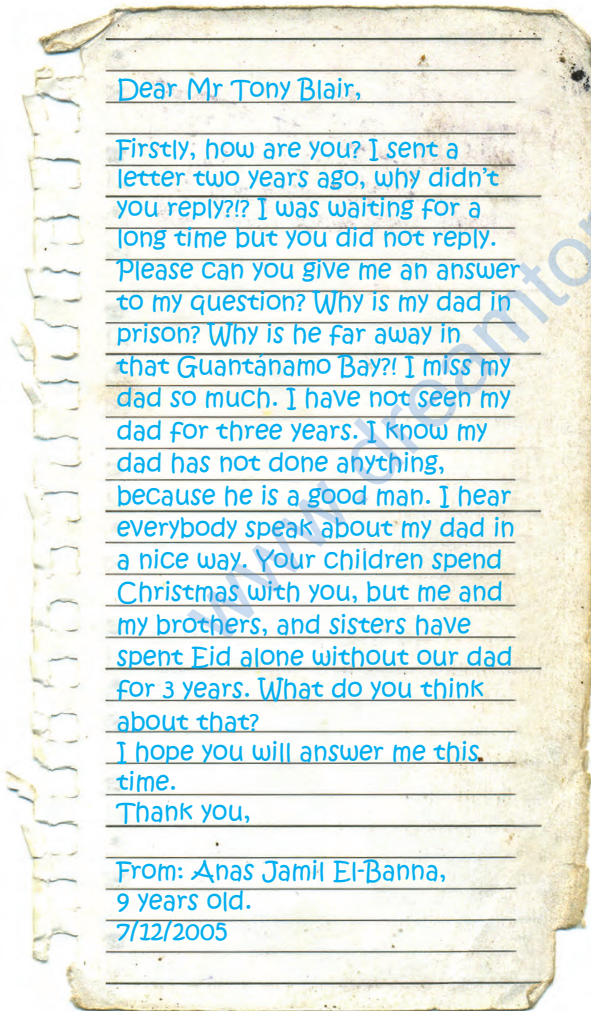 Dear Mr Tony Blair,
Firstly, how are you? I sent a
letter two years ago, why didn't
you reply?!? I was waiting for a
long time but you did not reply.
Please can you give me an answer
to my question? Why is my dad in
prison? Why is he far away in
that Guantánamo Bay?! I miss my
dad so much. I have not seen my
dad for three years. I know my
dad has not done anything,
because he is a good man. I hear
everybody speak about my dad in
a nice way. Your children spend
Christmas with you, but me and
my brothers, and sisters have
spent Eid alone without our dad
for 3 years. What do you think
about that?
I hope you will answer me this
time.
Thank you,
From: Anas Jamil El-Banna,
9 years old.
7/12/2005